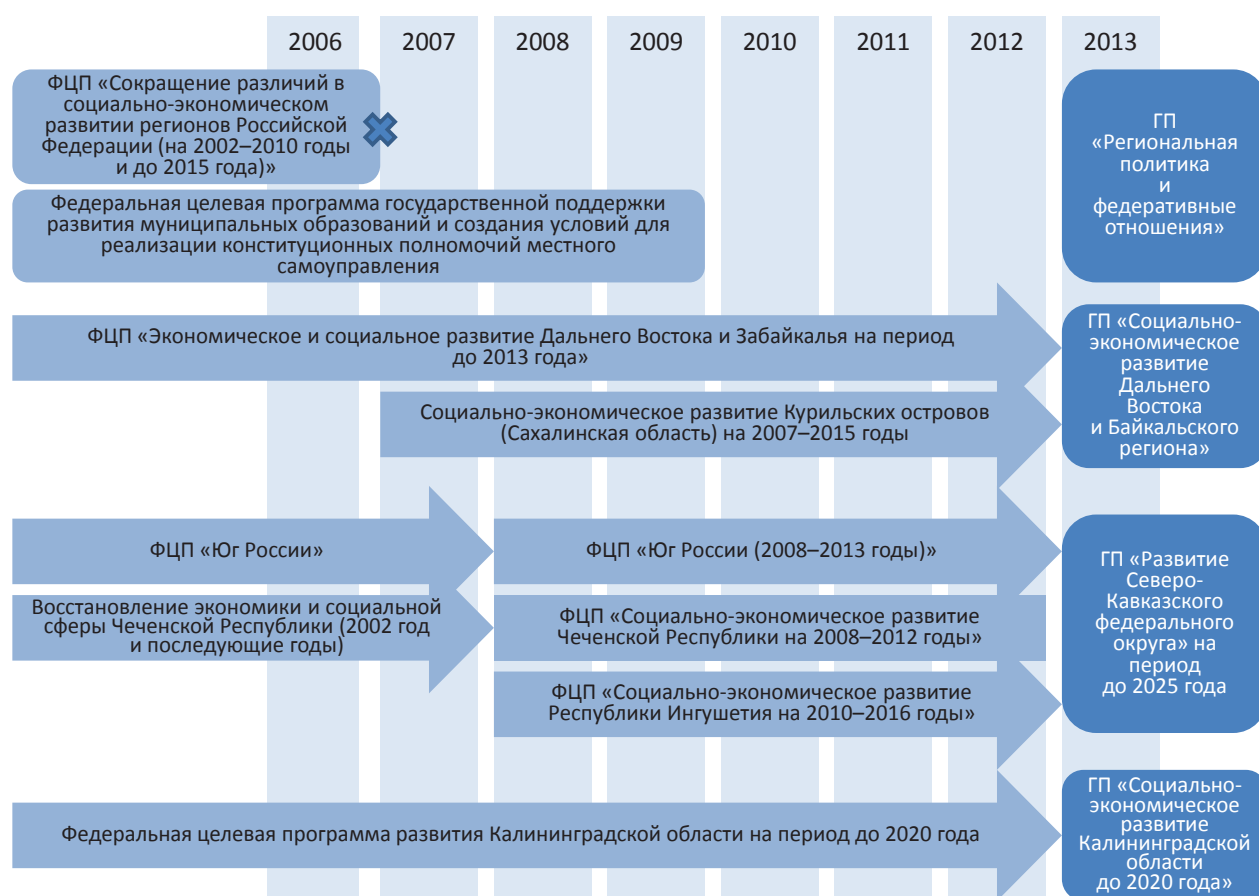 2006 2007 2008 2009 2010 2011 2012 2013
ФЦП «Сокращение различий в
социально-экономическом
развитии регионов Российской
Федерации (на 2002–2010 годы
и до 2015 года)»
ГП
«Региональная
политика
и
федеративные
отношения»
Федеральная целевая программа государственной поддержки
развития муниципальных образований и создания условий для
реализации конституционных полномочий местного
самоуправления
ФЦП «Экономическое и социальное развитие Дальнего Востока и Забайкалья на период
до 2013 года»
Социально-экономическое развитие Курильских островов
(Сахалинская область) на 2007–2015 годы
ГП «Социально-
экономическое
развитие
Дальнего
Востока
и Байкальского
региона»
ФЦП «Юг России»
ФЦП «Юг России (2008–2013 годы)»
Восстановление экономики и социальной
сферы Чеченской Республики (2002 год
и последующие годы)
ФЦП «Социально-экономическое развитие
Чеченской Республики на 2008–2012 годы»
ФЦП «Социально-экономическое развитие
Республики Ингушетия на 2010–2016 годы»
ГП «Развитие
Северо-
Кавказского
федерального
округа» на
период
до 2025 года
Федеральная целевая программа развития Калининградской области на период до 2020 года
ГП «Социально-
экономическое
развитие
Калининградской
области
до 2020 года»